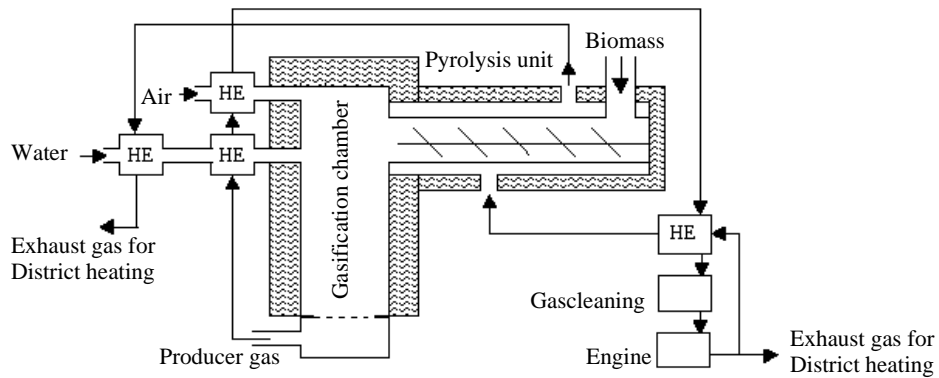 Biomass
Pyrolysis unit
Air
HE
Water
HE
HE
Gasification chamber
Exhaust gas for
District heating
HE
Gascleaning
Producer gas
Engine
Exhaust gas for
District heating